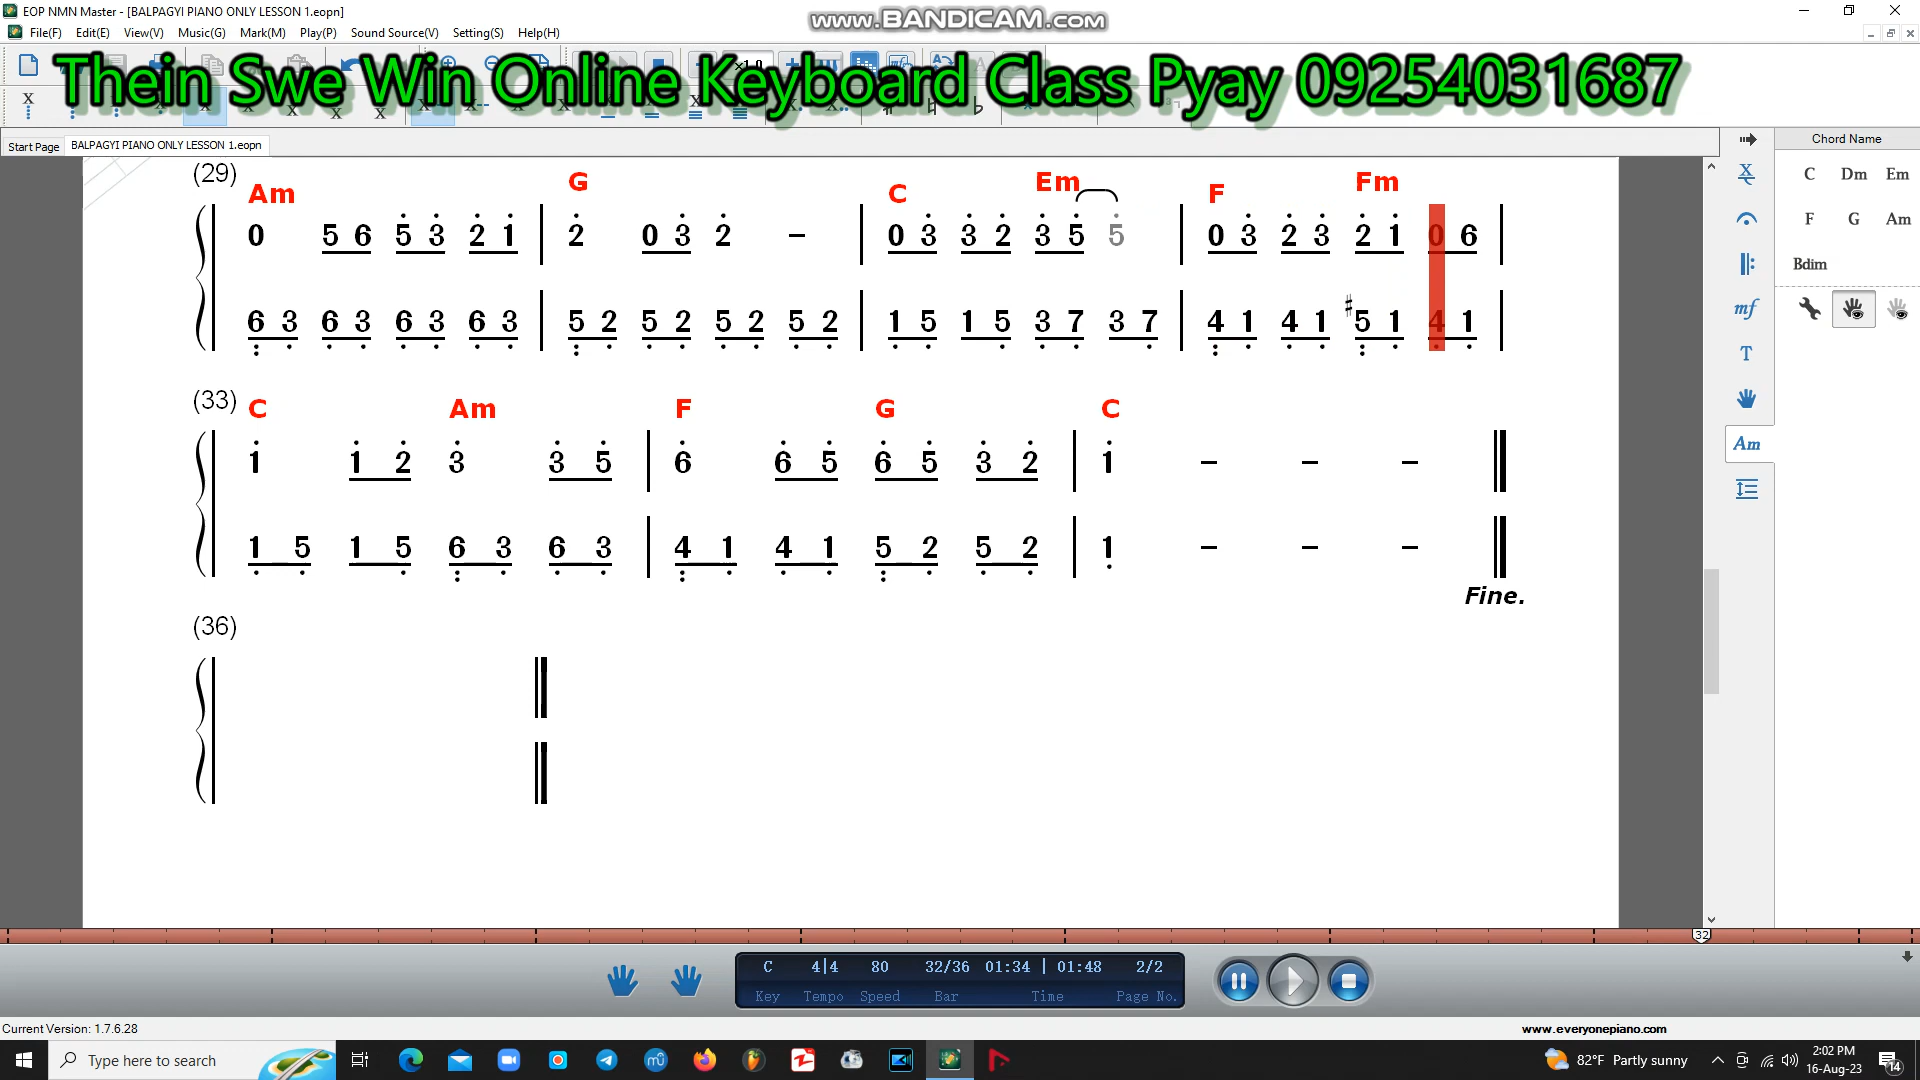 EOP NMN Master - [BALPAGYI PIANO ONLY LESSON 1.eopn]
www.BANDICAM.com
File(F) Edit(E) View(V) Music(G) Mark(M) Play(P) Sound Source(V) Setting(S) Help(H)
Thein Swe Win Online Keyboard Class Pyay 09254031687
Start Page BALPAGYI PIANO ONLY LESSON 1.eopn
Chord Name
C Dm Em
F G Am
Bdim
mf
T
Am
(29)
Am G C Em F Fm
0 5 6 5 3 2 1 | 2 0 3 2 – | 0 3 3 2 3 5 5 | 0 3 2 3 2 1 0 6 |
6 3 6 3 6 3 6 3 | 5 2 5 2 5 2 5 2 | 1 5 1 5 3 7 3 7 | 4 1 4 1 #5 1 4 1 |
(33)
C Am F G C
1 1 2 3 3 5 | 6 6 5 6 5 3 2 | 1 – – –
1 5 1 5 6 3 6 3 | 4 1 4 1 5 2 5 2 | 1 – – –
Fine.
(36)
32
C 4|4 80 32/36 01:34 | 01:48 2/2
Key Tempo Speed Bar Time Page No.
Current Version: 1.7.6.28
www.everyonepiano.com
Type here to search
82°F Partly sunny
2:02 PM
16-Aug-23
14